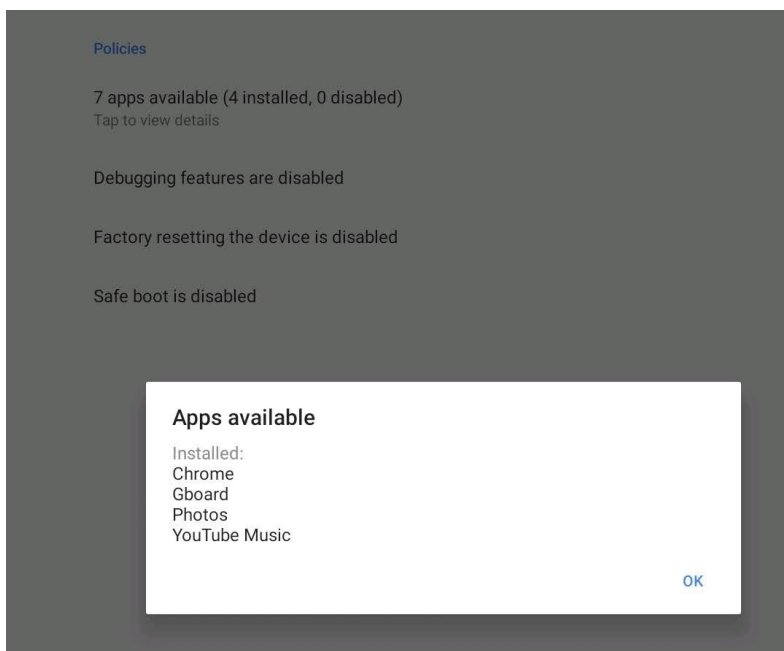 Policies
7 apps available (4 installed, 0 disabled)
Tap to view details
Debugging features are disabled
Factory resetting the device is disabled
Safe boot is disabled
Apps available
Installed:
Chrome
Gboard
Photos
YouTube Music
OK